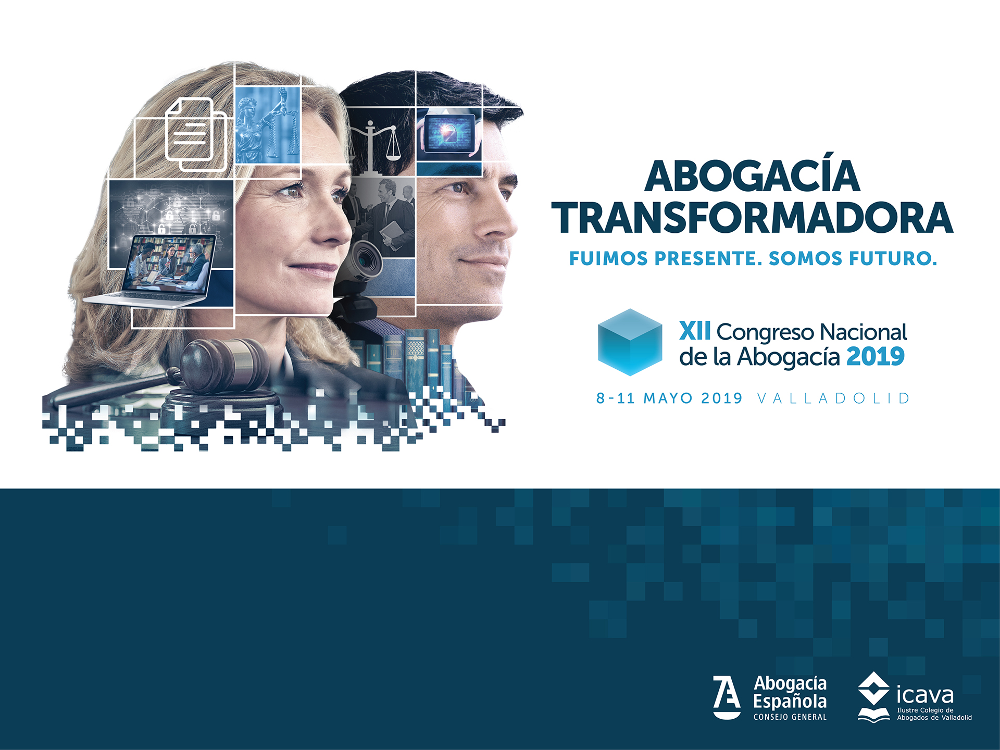 ABOGACÍA
TRANSFORMADORA
FUIMOS PRESENTE. SOMOS FUTURO.
XII Congreso Nacional
de la Abogacía 2019
8-11 MAYO 2019 VALLADOLID
Abogacía
Española
CONSEJO GENERAL
icava
Ilustre Colegio de
Abogados de Valladolid